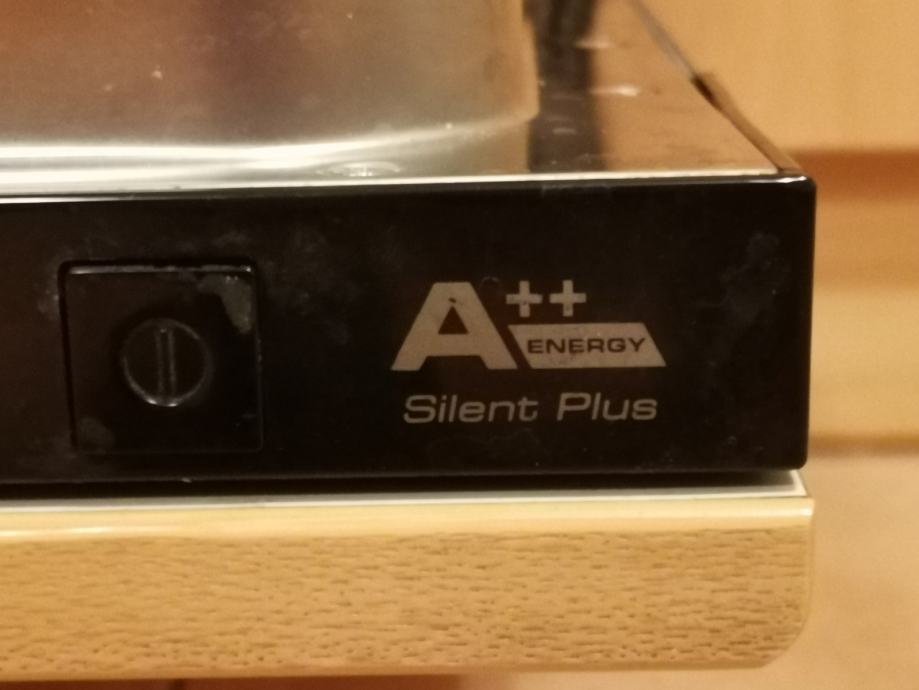 A++
ENERGY
Silent Plus